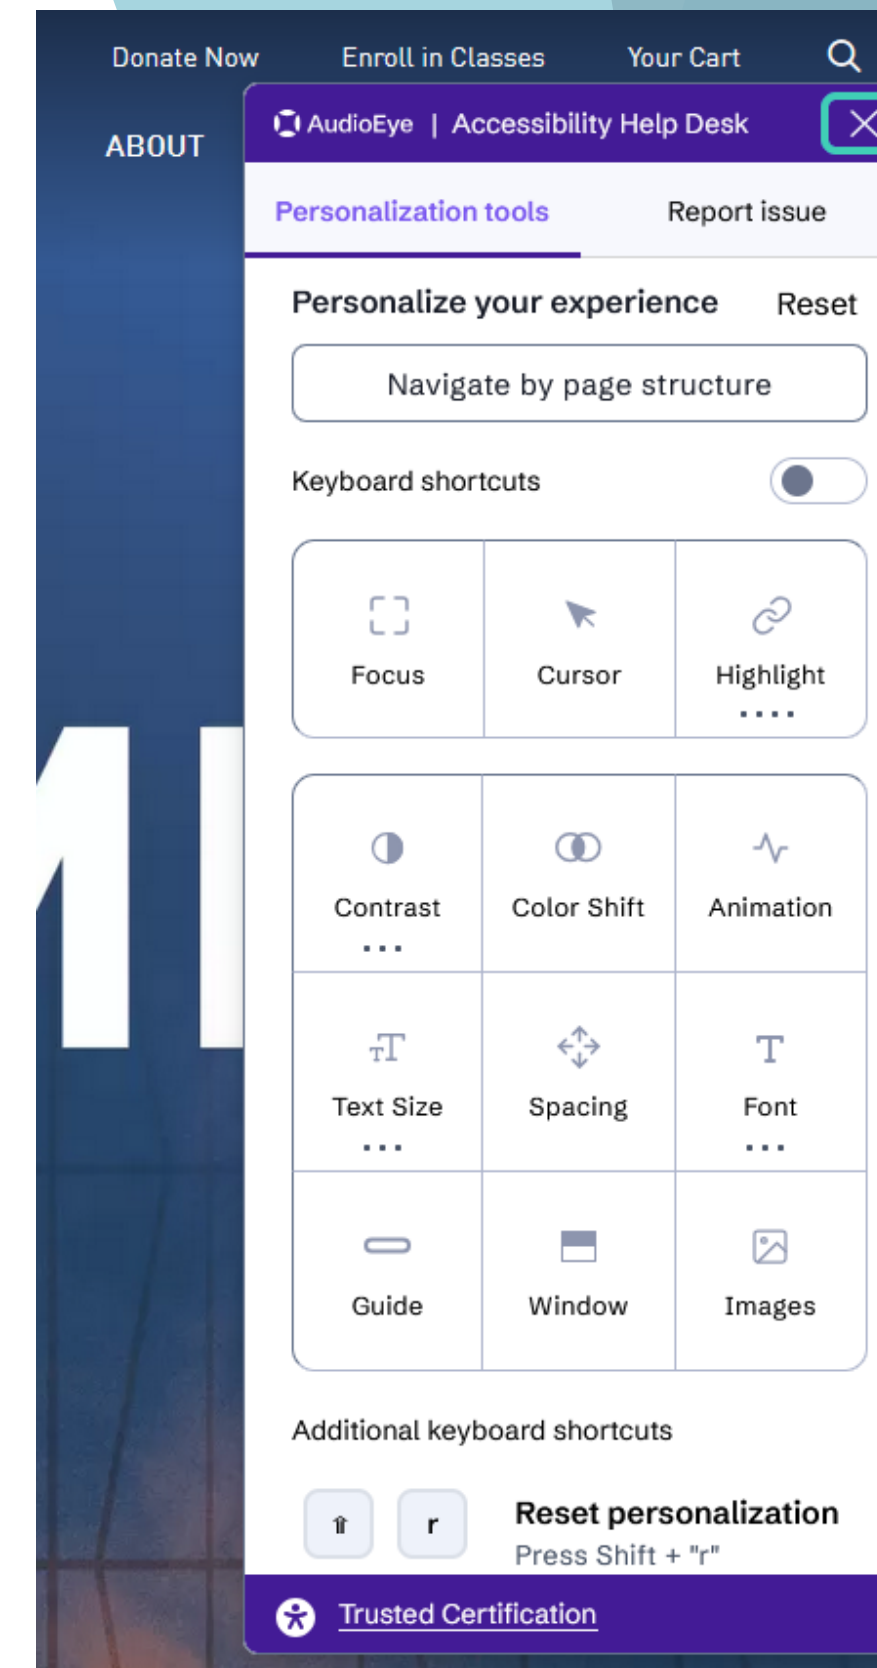 Donate Now Enroll in Classes Your Cart
ABOUT
AudioEye | Accessibility Help Desk
Personalization tools Report issue
Personalize your experience Reset
Navigate by page structure
Keyboard shortcuts
Focus Cursor Highlight
Contrast Color Shift Animation
Text Size Spacing Font
Guide Window Images
Additional keyboard shortcuts
⇧ r Reset personalization
Press Shift + "r"
Trusted Certification